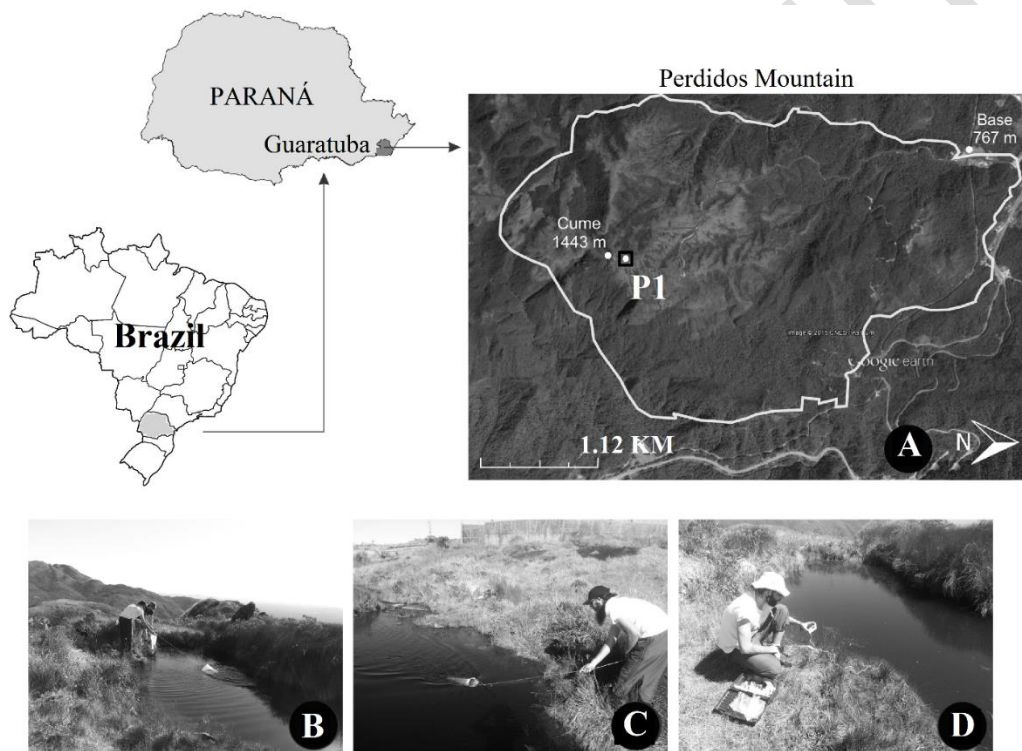 PARANÁ
Guaratuba
Brazil
Perdidos Mountain
Base
767 m
Cume
1443 m
P1
Google earth
1.12 KM
A
N
B
C
D